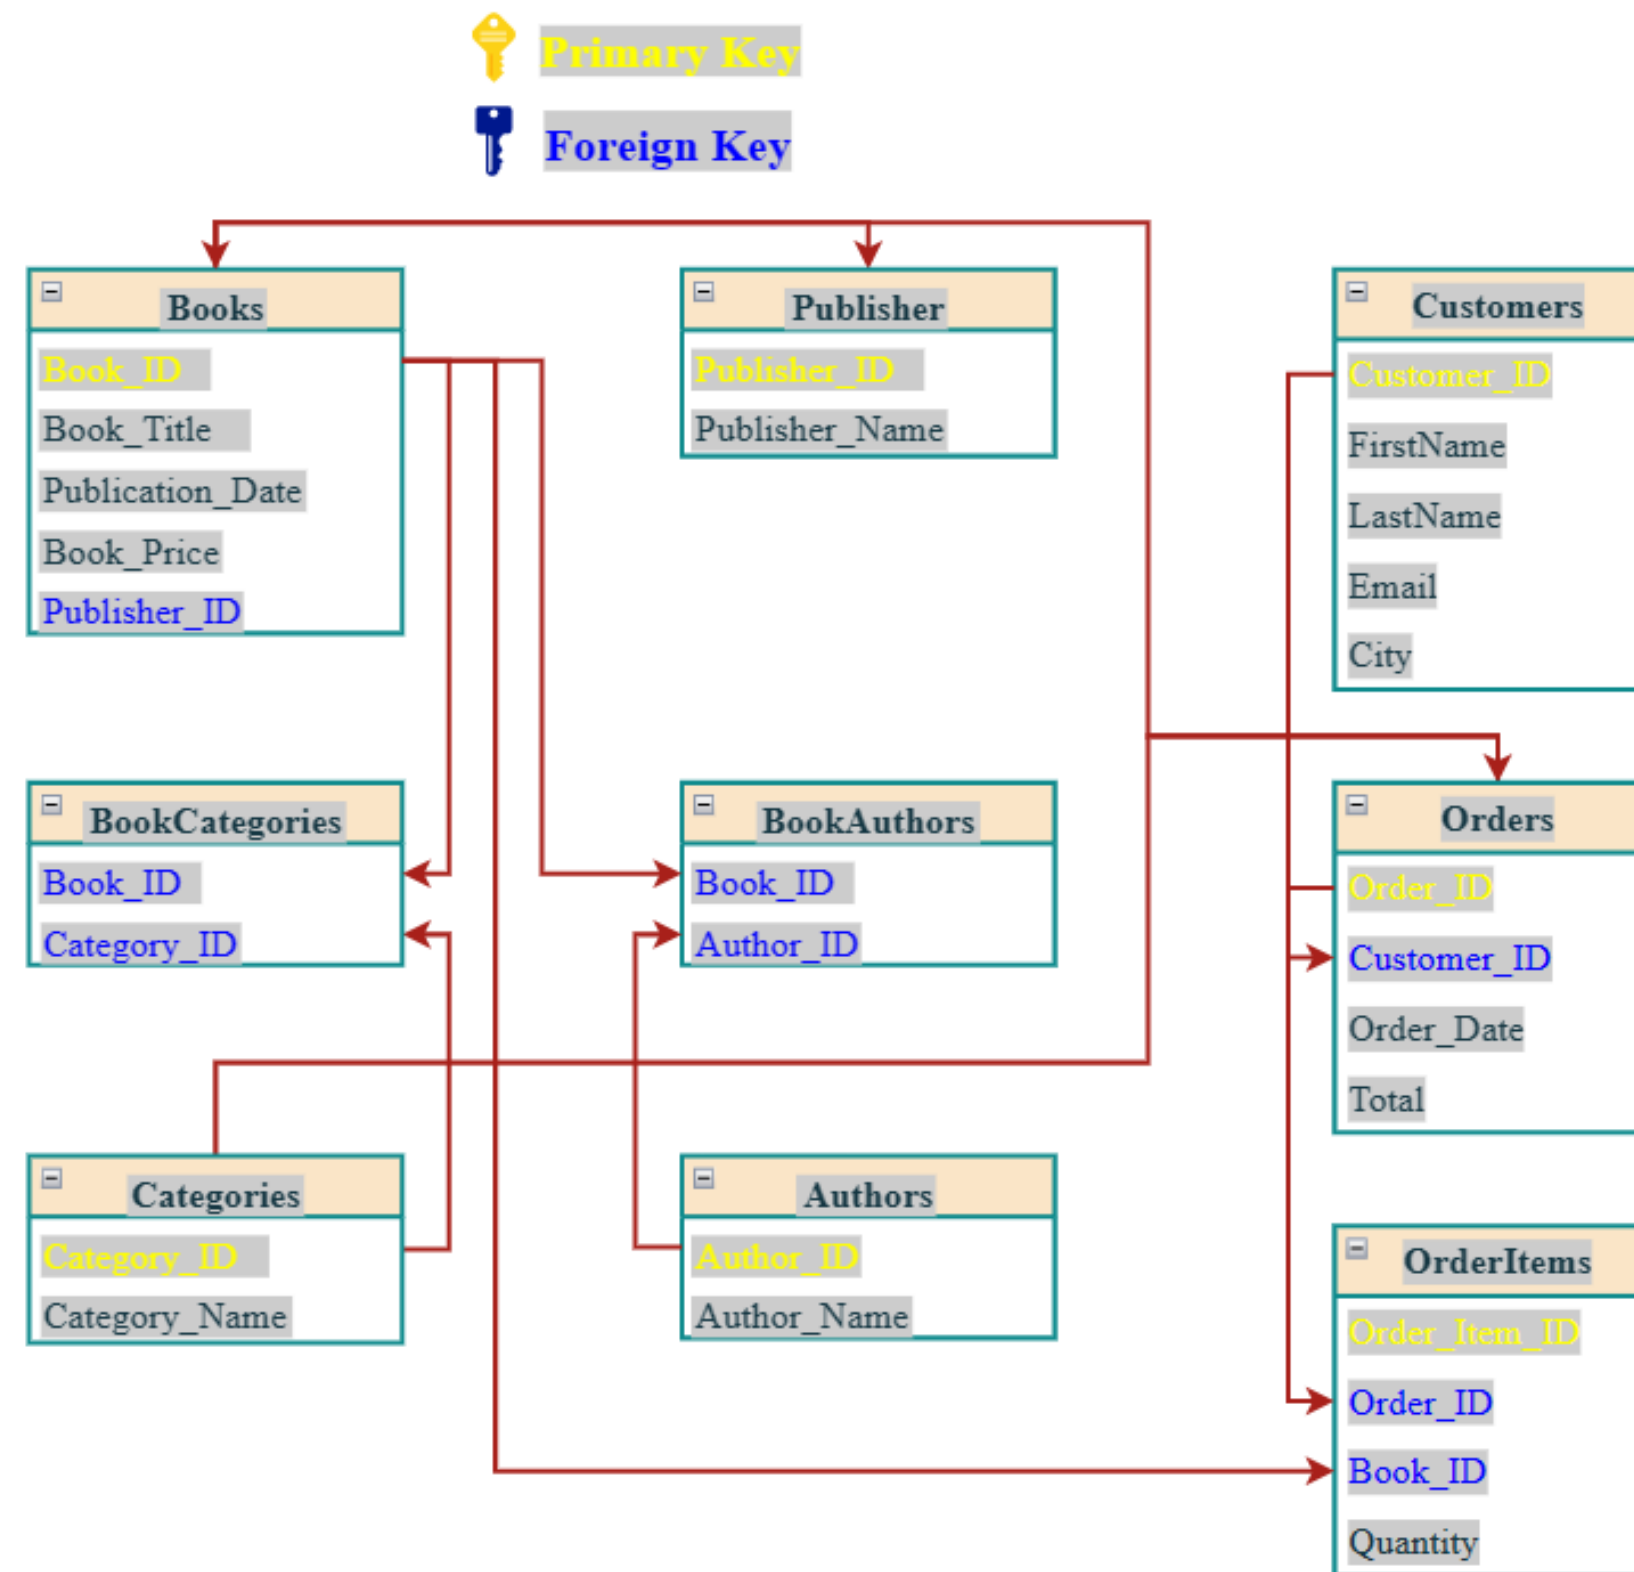 Primary Key
Foreign Key
Books
Book_ID
Book_Title
Publication_Date
Book_Price
Publisher_ID
Publisher
Publisher_ID
Publisher_Name
Customers
Customer_ID
FirstName
LastName
Email
City
BookCategories
Book_ID
Category_ID
BookAuthors
Book_ID
Author_ID
Orders
Order_ID
Customer_ID
Order_Date
Total
Categories
Category_ID
Category_Name
Authors
Author_ID
Author_Name
OrderItems
Order_Item_ID
Order_ID
Book_ID
Quantity